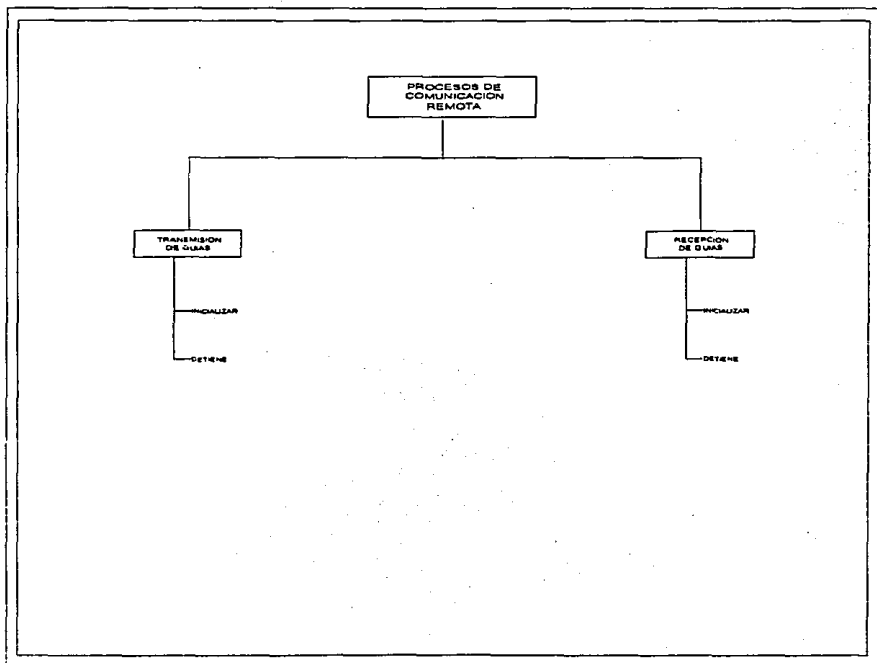 PROCESOS DE
COMUNICACION
REMOTA
TRANSMISION
DE GUIAS
RECEPCION
DE GUIAS
INICIALIZAR
DETIENE
INICIALIZAR
DETIENE